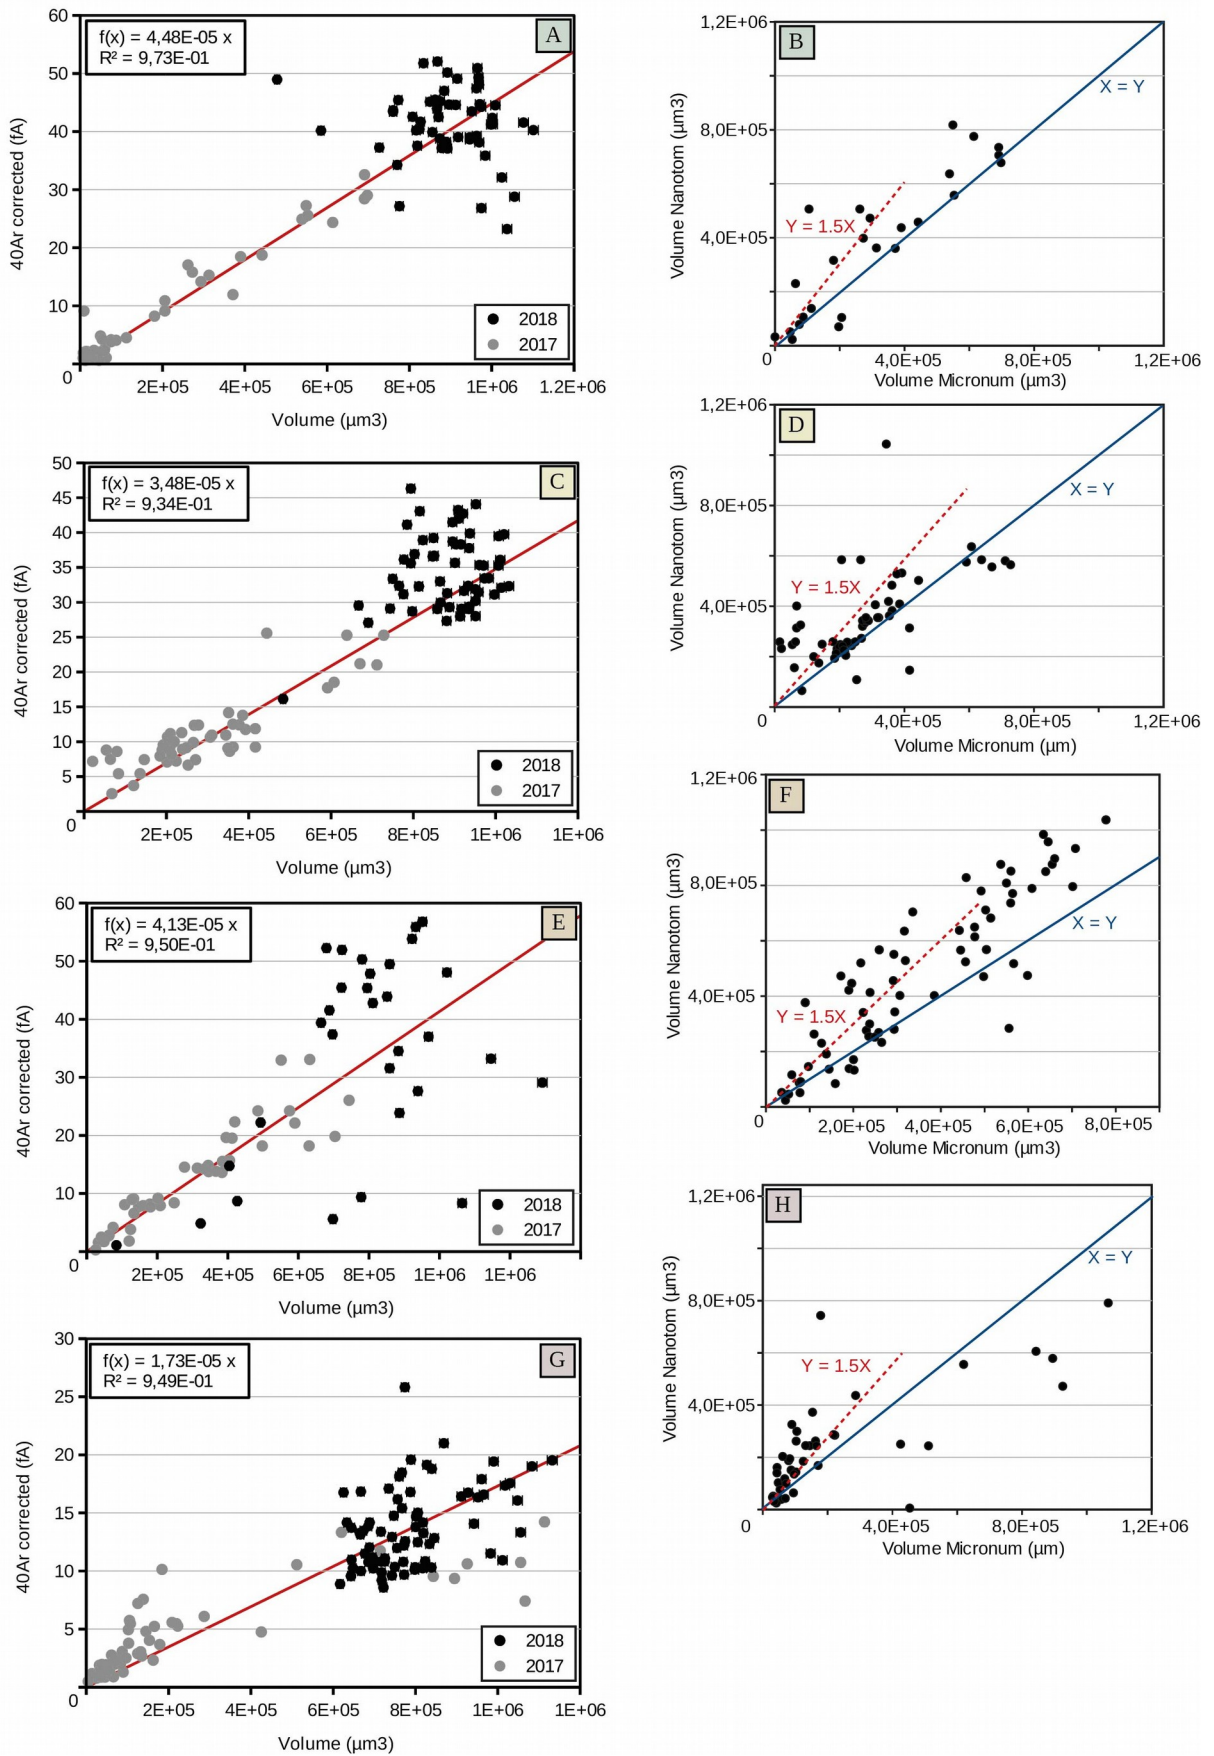 A
f(x) = 4,48E-05 x
R² = 9,73E-01
60
50
40
30
20
10
0
40Ar corrected (fA)
2018
2017
2E+05 4E+05 6E+05 8E+05 1E+06 1.2E+06
Volume (µm3)
B
1,2E+06
8,0E+05
4,0E+05
Volume Nanotom (µm3)
X = Y
Y = 1.5X
0 4,0E+05 8,0E+05 1,2E+06
Volume Micronum (µm3)
C
f(x) = 3,48E-05 x
R² = 9,34E-01
50
45
40
35
30
25
20
15
10
5
0
40Ar corrected (fA)
2018
2017
2E+05 4E+05 6E+05 8E+05 1E+06 1E+06
Volume (µm3)
D
1,2E+06
8,0E+05
4,0E+05
Volume Nanotom (µm3)
X = Y
Y = 1.5X
0 4,0E+05 8,0E+05 1,2E+06
Volume Micronum (µm)
E
f(x) = 4,13E-05 x
R² = 9,50E-01
60
50
40
30
20
10
0
40Ar corrected (fA)
2018
2017
2E+05 4E+05 6E+05 8E+05 1E+06 1E+06
Volume (µm3)
F
1,2E+06
8,0E+05
4,0E+05
Volume Nanotom (µm3)
X = Y
Y = 1.5X
0 2,0E+05 4,0E+05 6,0E+05 8,0E+05
Volume Micronum (µm3)
G
f(x) = 1,73E-05 x
R² = 9,49E-01
30
25
20
15
10
5
0
40Ar corrected (fA)
2018
2017
2E+05 4E+05 6E+05 8E+05 1E+06 1E+06
Volume (µm3)
H
1,2E+06
8,0E+05
4,0E+05
Volume Nanotom (µm3)
X = Y
Y = 1.5X
0 4,0E+05 8,0E+05 1,2E+06
Volume Micronum (µm)